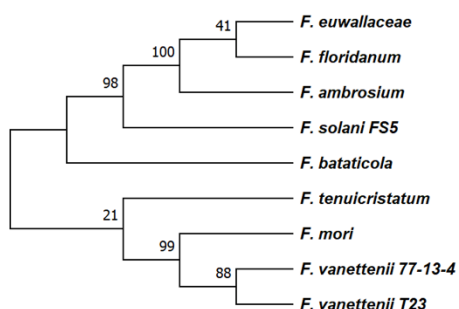 41
F. euwallaceae
100
F. floridanum
98
F. ambrosium
F. solani FS5
F. bataticola
21
F. tenuicristatum
99
F. mori
88
F. vanettenii 77-13-4
F. vanettenii T23